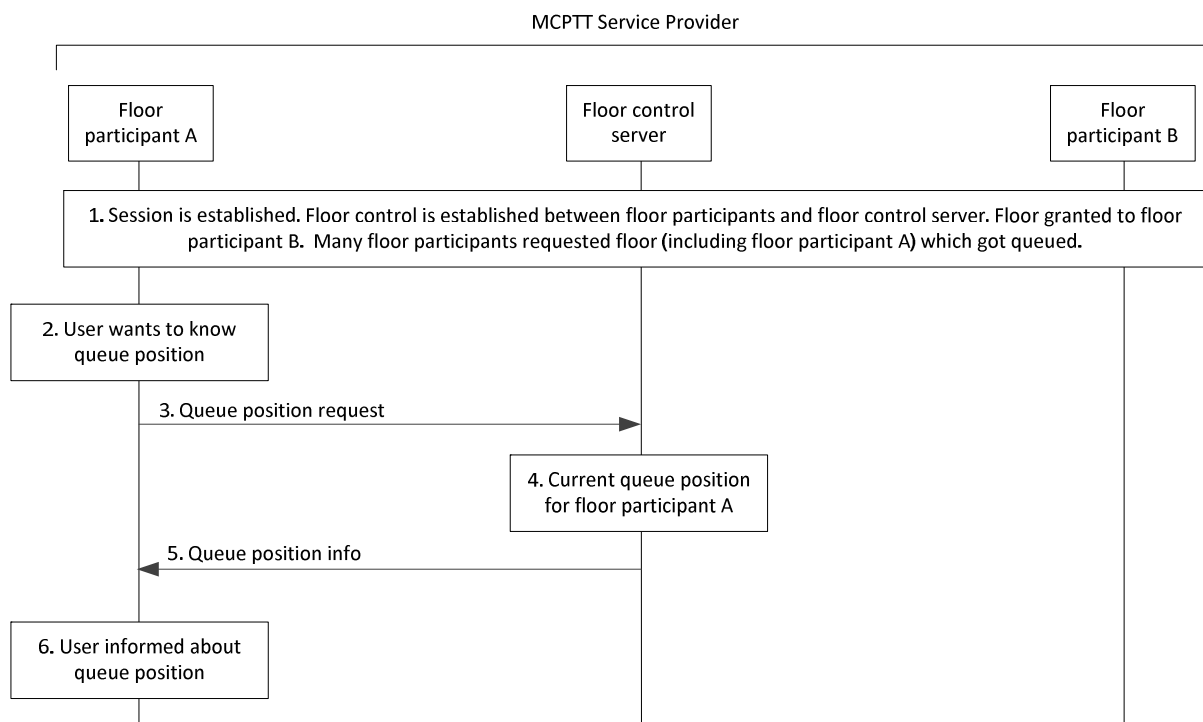 MCPTT Service Provider
Floor
participant A
Floor control
server
Floor
participant B
1. Session is established. Floor control is established between floor participants and floor control server. Floor granted to floor
participant B.  Many floor participants requested floor (including floor participant A) which got queued.
2. User wants to know
queue position
3. Queue position request
4. Current queue position
for floor participant A
5. Queue position info
6. User informed about
queue position